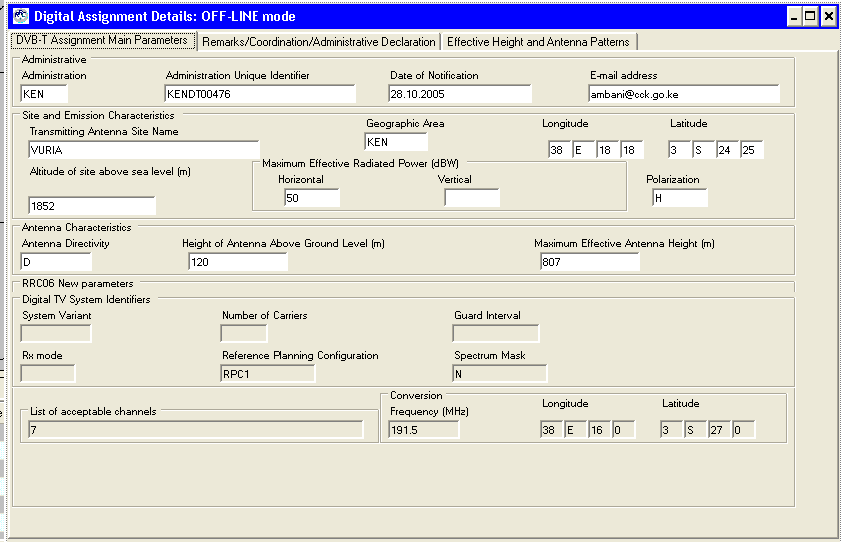 Digital Assignment Details: OFF-LINE mode
DVB-T Assignment Main Parameters Remarks/Coordination/Administrative Declaration Effective Height and Antenna Patterns
Administrative
Administration Administration Unique Identifier Date of Notification E-mail address
KEN KENDT00476 28.10.2005 ambani@cck.go.ke
Site and Emission Characteristics
Transmitting Antenna Site Name Geographic Area Longitude Latitude
VURIA KEN 38 E 18 18 3 S 24 25
Altitude of site above sea level (m) Maximum Effective Radiated Power (dBW)
Horizontal Vertical Polarization
1852 50 H
Antenna Characteristics
Antenna Directivity Height of Antenna Above Ground Level (m) Maximum Effective Antenna Height (m)
D 120 807
RRC06 New parameters
Digital TV System Identifiers
System Variant Number of Carriers Guard Interval
Rx mode Reference Planning Configuration Spectrum Mask
RPC1 N
Conversion
List of acceptable channels Frequency (MHz) Longitude Latitude
7 191.5 38 E 16 0 3 S 27 0